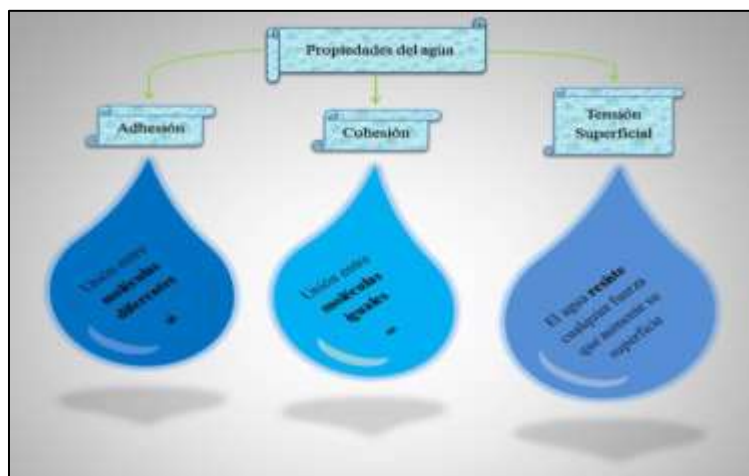 Propiedades del agua
Adhesión
Cohesión
Tensión
Superficial
Unión entre
moléculas
diferentes
≠
Unión entre
moléculas
iguales
=
El agua resiste
cualquier fuerza
que aumente su
superficie